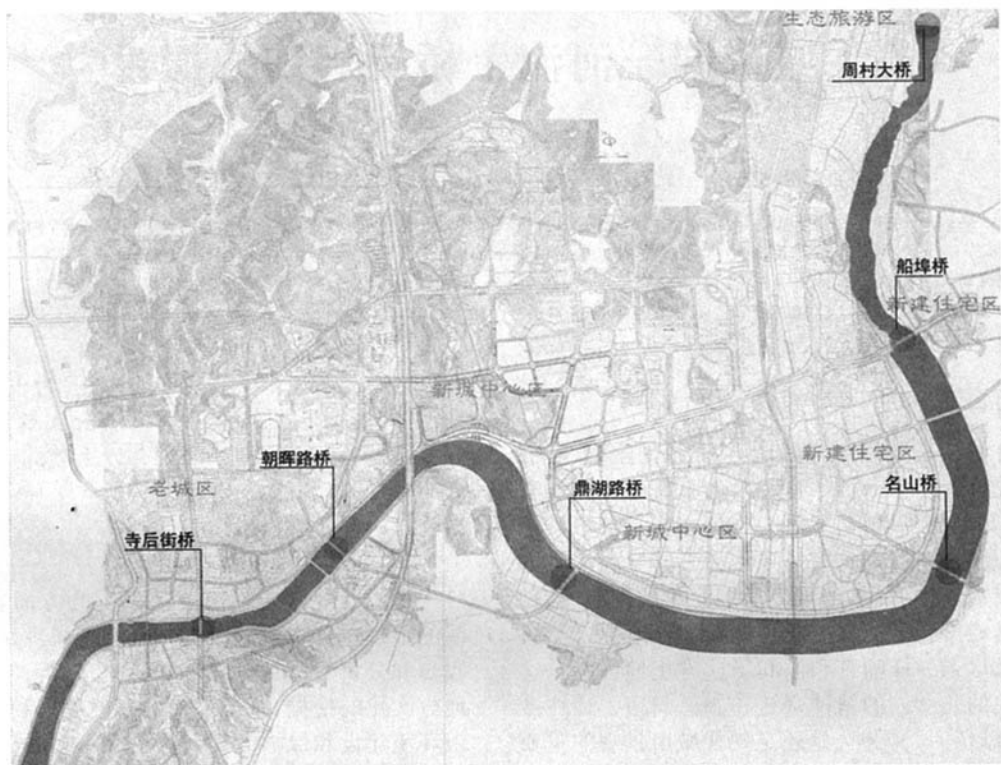 生态旅游区
周村大桥
船埠桥
新建住宅区
新城中心区
新建住宅区
朝晖路桥
老城区
鼎湖路桥
名山桥
新城中心区
寺后街桥